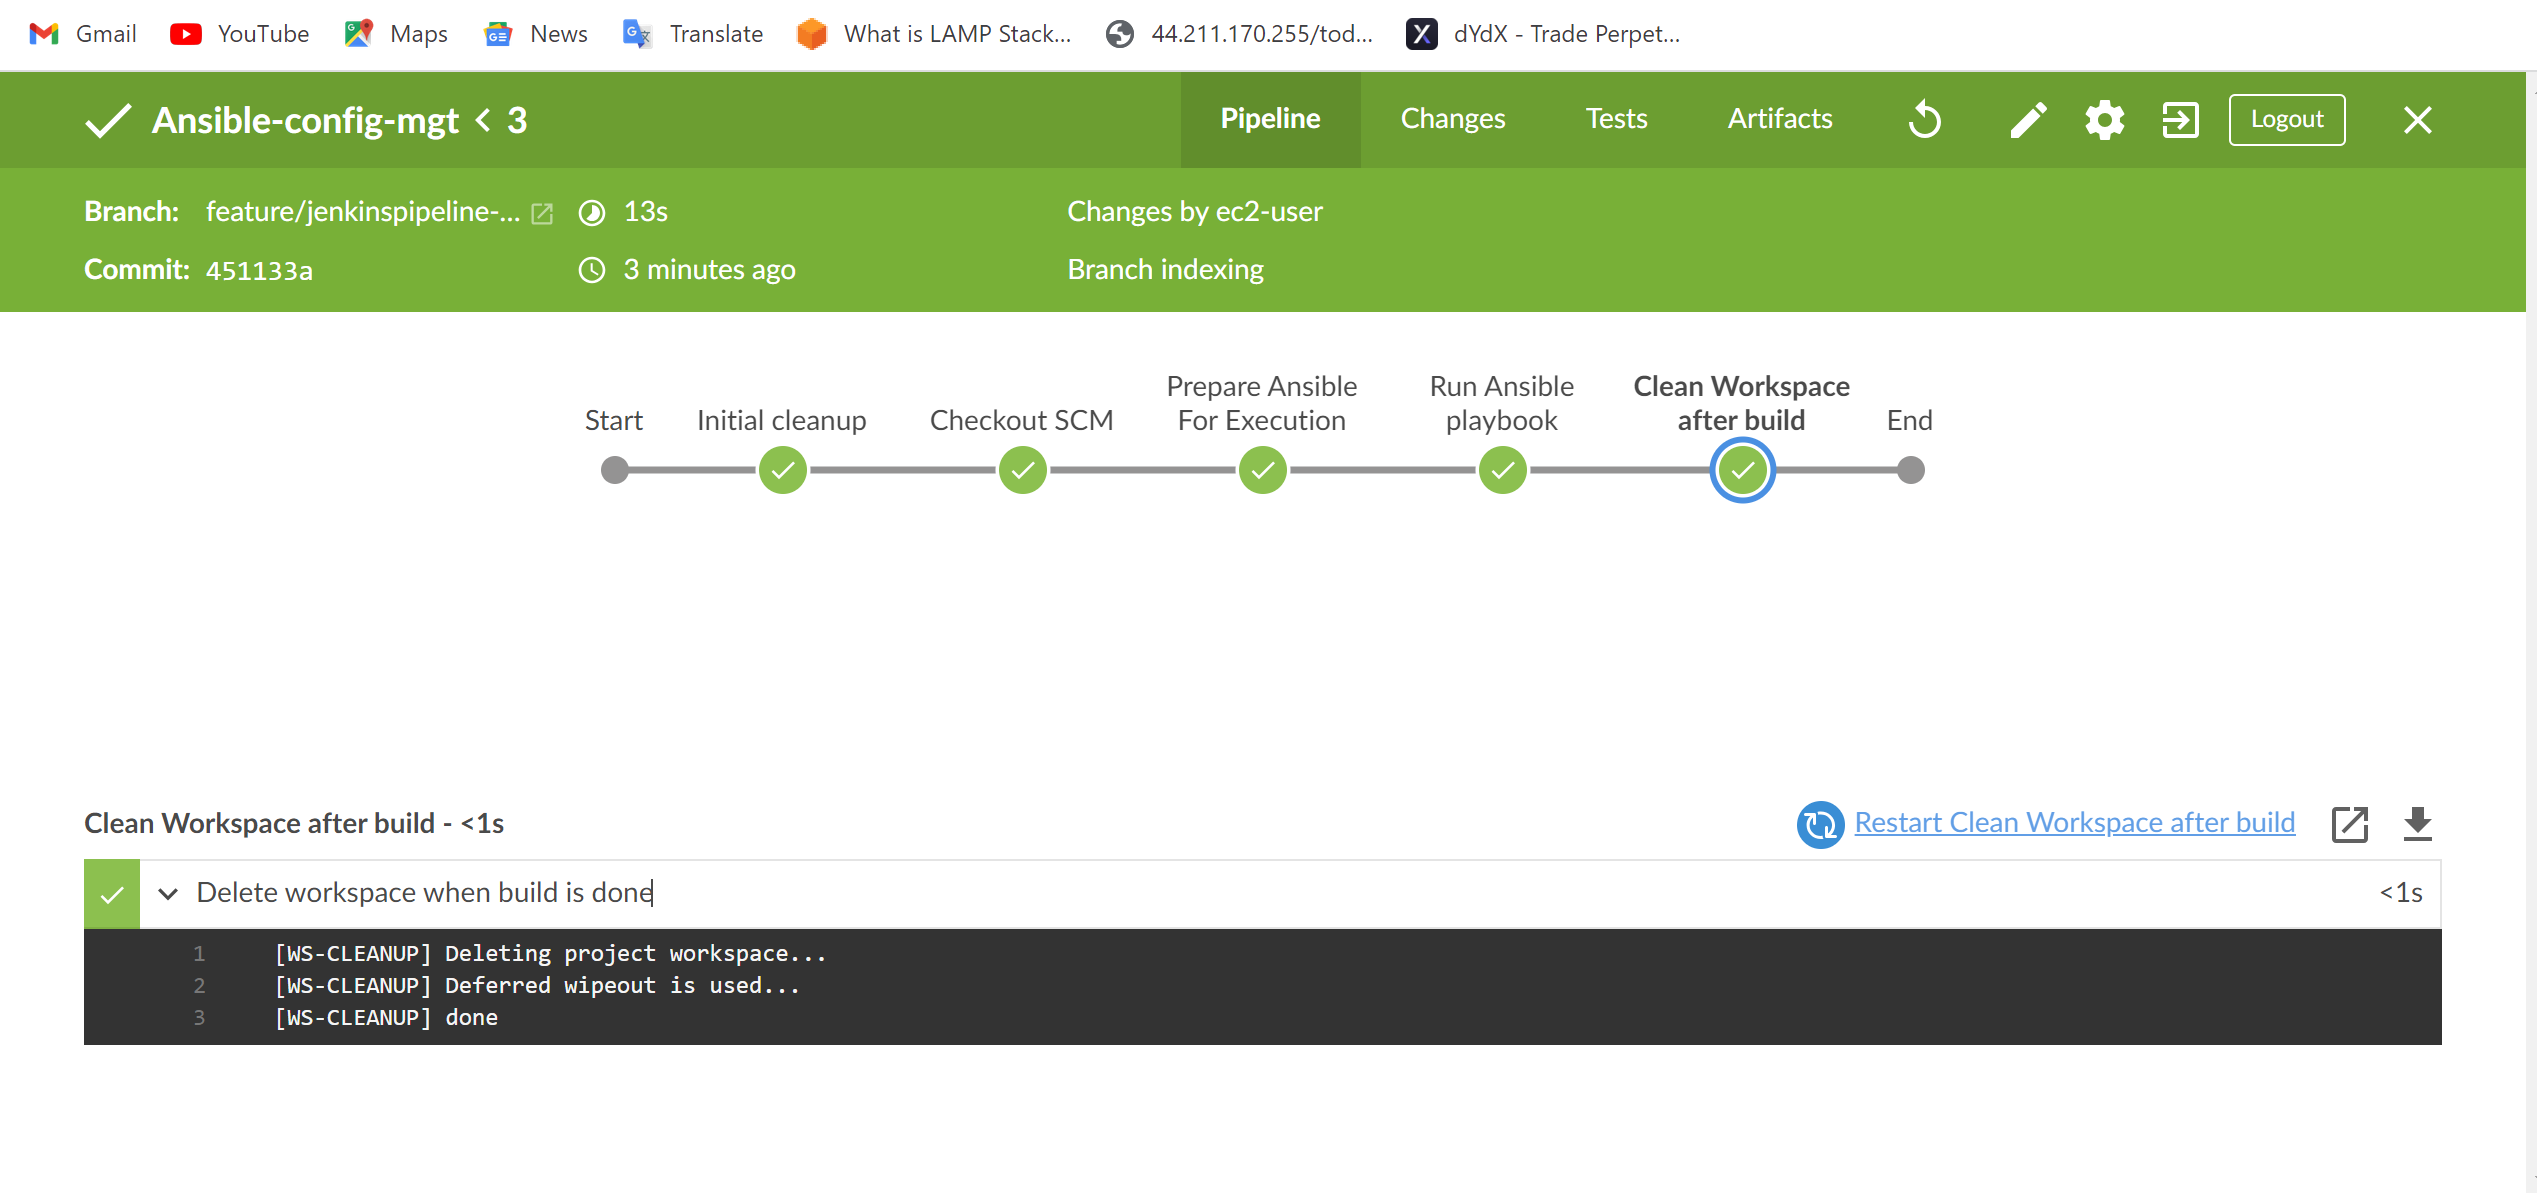 Gmail YouTube Maps News Translate What is LAMP Stack... 44.211.170.255/tod... dYdX - Trade Perpet...
Ansible-config-mgt < 3 Pipeline Changes Tests Artifacts Logout
Branch: feature/jenkinspipeline-... 13s Changes by ec2-user
Commit: 451133a 3 minutes ago Branch indexing
Start Initial cleanup Checkout SCM Prepare Ansible For Execution Run Ansible playbook Clean Workspace after build End
Clean Workspace after build - <1s Restart Clean Workspace after build
Delete workspace when build is done <1s
1 [WS-CLEANUP] Deleting project workspace...
2 [WS-CLEANUP] Deferred wipeout is used...
3 [WS-CLEANUP] done